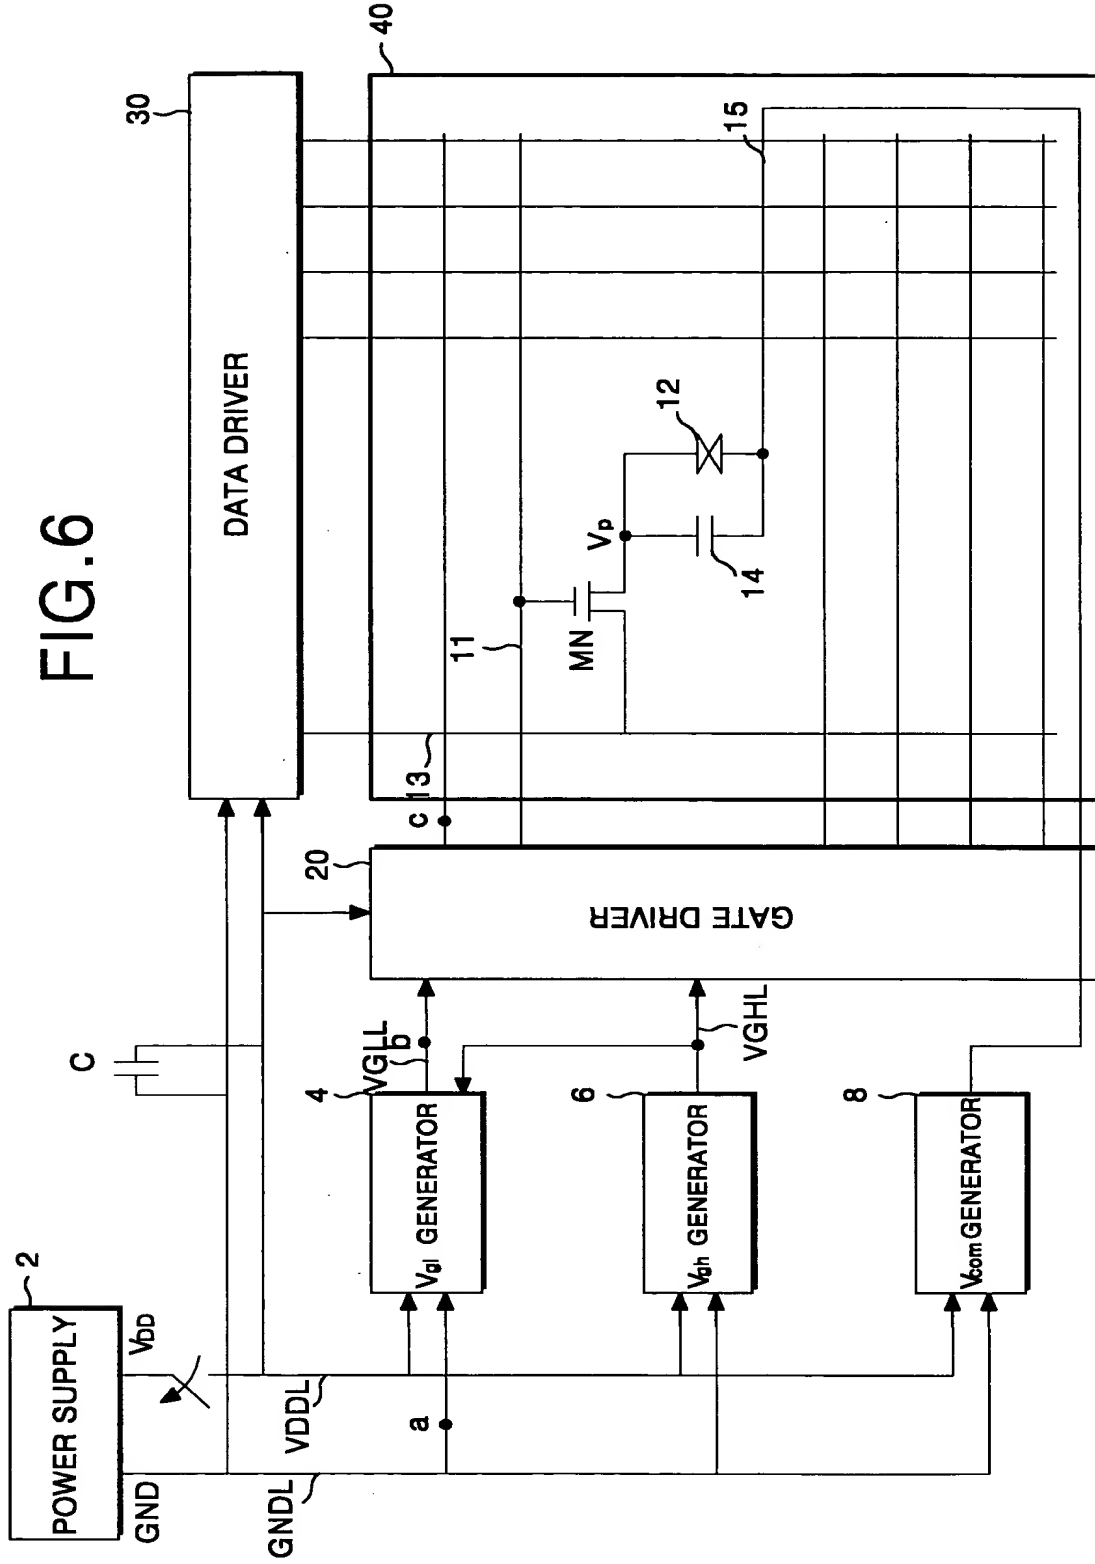 FIG.6
POWER SUPPLY
2
GND
VDD
GNDL
VDDL
a
C
DATA DRIVER
30
Vgl GENERATOR
4
VGLL
b
Vgh GENERATOR
6
VGHL
Vcom GENERATOR
8
GATE DRIVER
20
c
13
11
MN
Vp
14
12
15
40